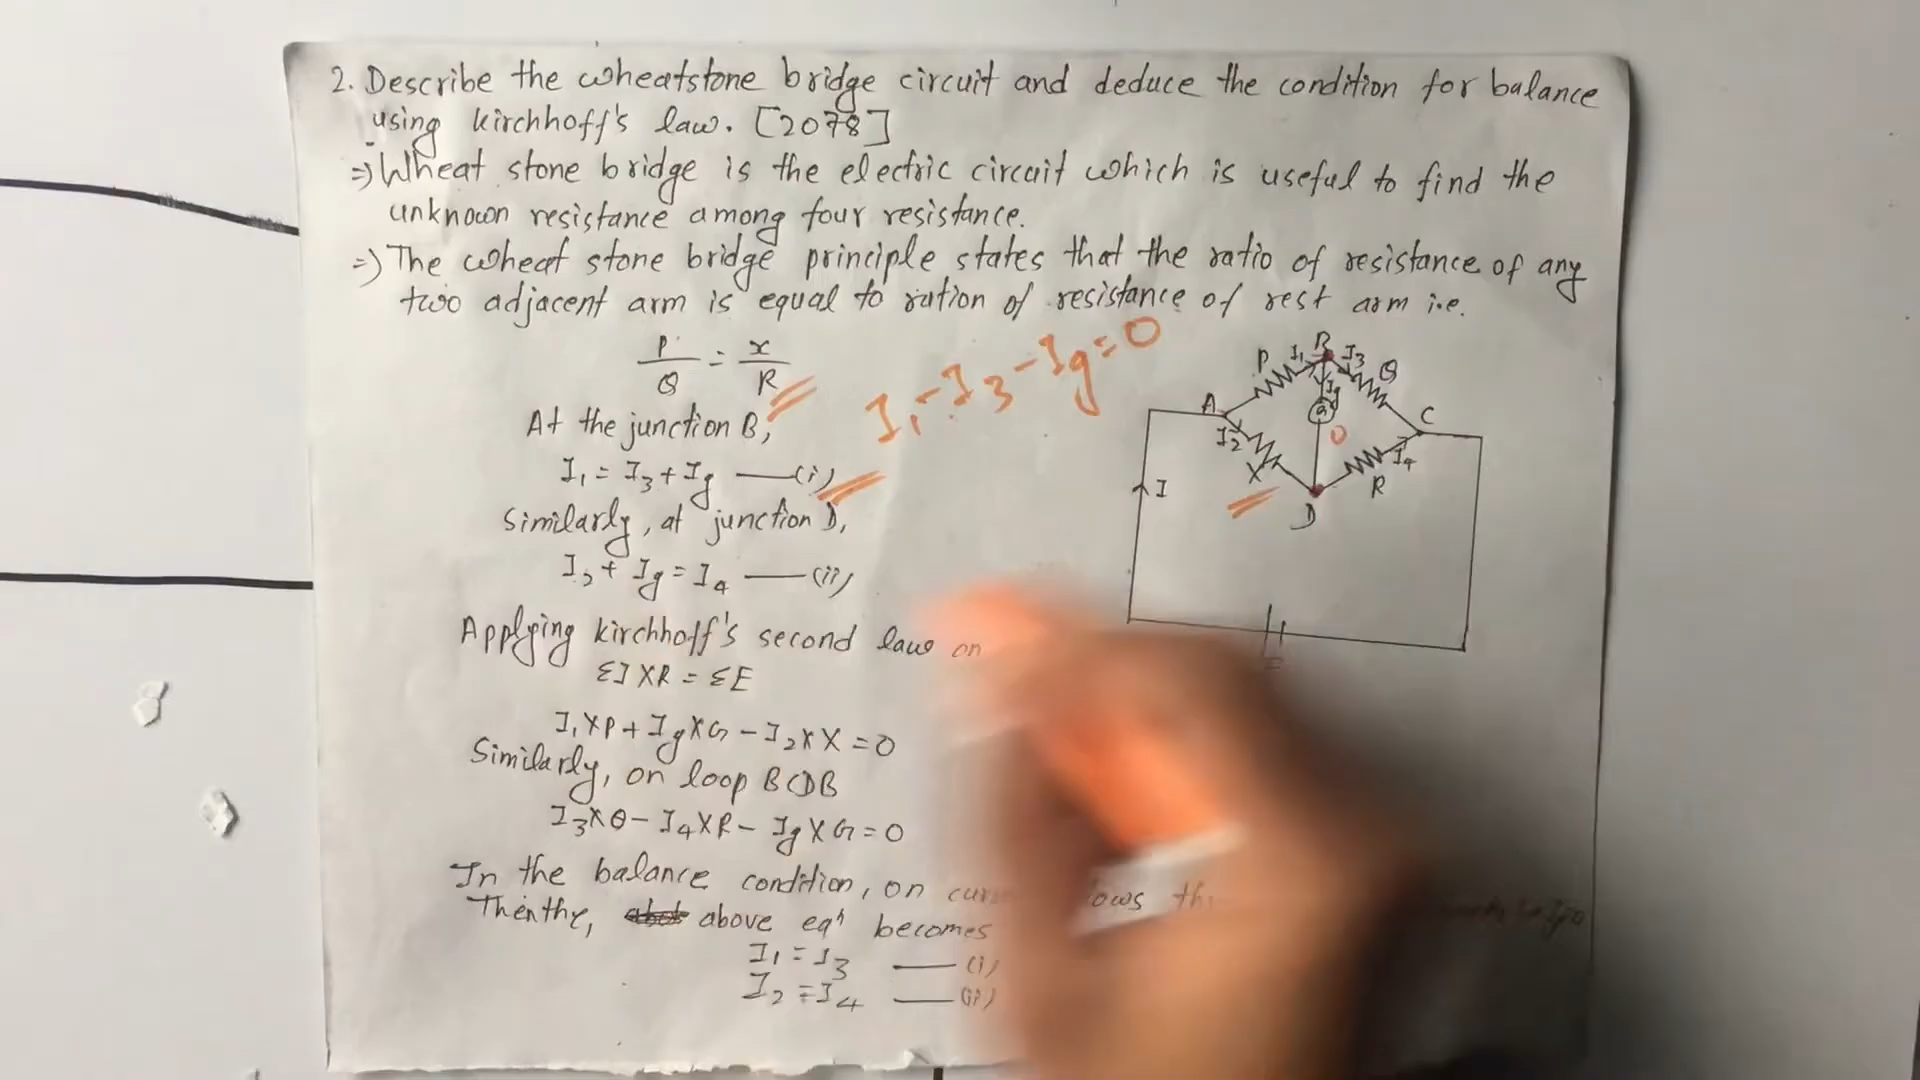 2. Describe the wheatstone bridge circuit and deduce the condition for balance
using kirchhoff's law. [2078]
=> Wheat stone bridge is the electric circuit which is useful to find the
unknown resistance among four resistance.
=> The wheat stone bridge principle states that the ratio of resistance of any
two adjacent arm is equal to ration of resistance of rest arm i.e.
P/Q = x/R
I₁ - I₃ - Ig = 0
At the junction B,
I₁ = I₃ + Ig —— (i)
Similarly, at junction D,
Ig = I₄ —— (ii)
Applying kirchhoff's second law on
ΣI X R = ΣE
I₁ X P + Ig X G - I₂ X X = 0
Similarly, on loop BCDB
I₃ X Q - I₄ X R - Ig X G = 0
In the balance condition, on
above eqⁿ becomes
I₁ = I₃ —— (i)
I₂ = I₄ —— (ii)
B
P I₁ I₃ Q
Ig
A G C
I₂ 0 I₄
X R
I D